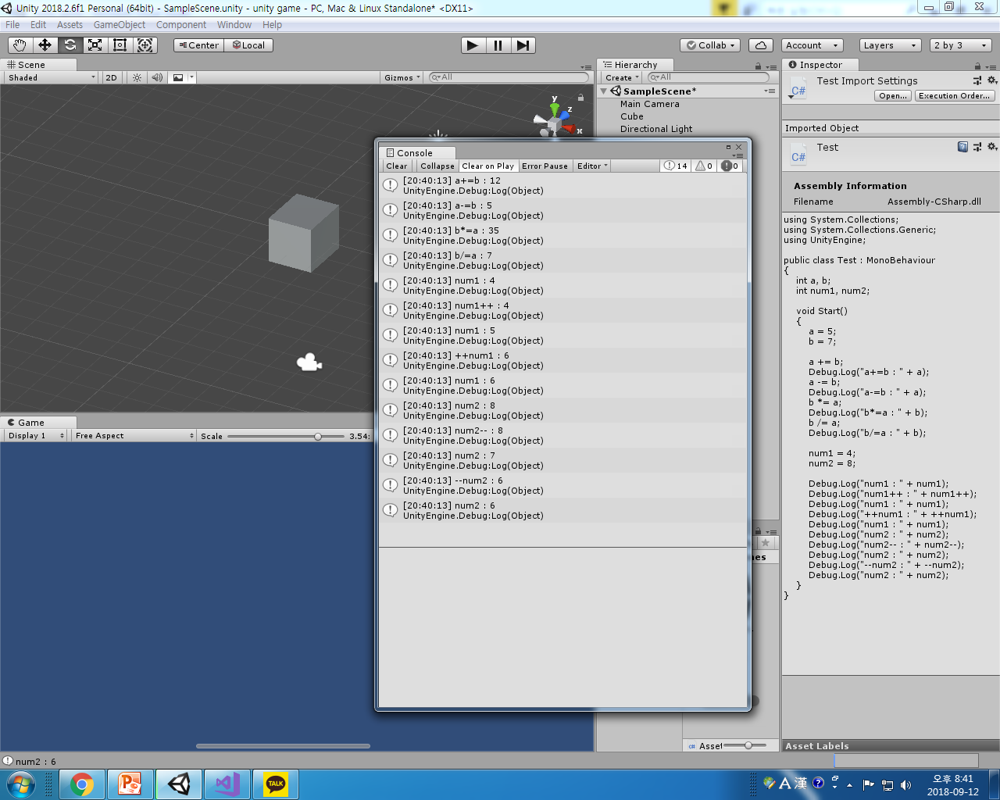 Unity 2018.2.6f1 Personal (64bit) - SampleScene.unity - unity game - PC, Mac & Linux Standalone* <DX11>
File Edit Assets GameObject Component Window Help
Center Local
Collab Account Layers 2 by 3
Scene
Shaded 2D Gizmos All
y
z
x
Hierarchy
Create All
SampleScene*
Main Camera
Cube
Directional Light
Console
Clear Collapse Clear on Play Error Pause Editor 14 0 0
[20:40:13] a+=b : 12
UnityEngine.Debug:Log(Object)
[20:40:13] a-=b : 5
UnityEngine.Debug:Log(Object)
[20:40:13] b*=a : 35
UnityEngine.Debug:Log(Object)
[20:40:13] b/=a : 7
UnityEngine.Debug:Log(Object)
[20:40:13] num1 : 4
UnityEngine.Debug:Log(Object)
[20:40:13] num1++ : 4
UnityEngine.Debug:Log(Object)
[20:40:13] num1 : 5
UnityEngine.Debug:Log(Object)
[20:40:13] ++num1 : 6
UnityEngine.Debug:Log(Object)
[20:40:13] num1 : 6
UnityEngine.Debug:Log(Object)
[20:40:13] num2 : 8
UnityEngine.Debug:Log(Object)
[20:40:13] num2-- : 8
UnityEngine.Debug:Log(Object)
[20:40:13] num2 : 7
UnityEngine.Debug:Log(Object)
[20:40:13] --num2 : 6
UnityEngine.Debug:Log(Object)
[20:40:13] num2 : 6
UnityEngine.Debug:Log(Object)
Game
Display 1 Free Aspect Scale 3.54:
Asset
Inspector
C# Test Import Settings
Open... Execution Order...
Imported Object
C# Test
Assembly Information
Filename Assembly-CSharp.dll
using System.Collections;
using System.Collections.Generic;
using UnityEngine;
public class Test : MonoBehaviour
{
int a, b;
int num1, num2;
void Start()
{
a = 5;
b = 7;
a += b;
Debug.Log("a+=b : " + a);
a -= b;
Debug.Log("a-=b : " + a);
b *= a;
Debug.Log("b*=a : " + b);
b /= a;
Debug.Log("b/=a : " + b);
num1 = 4;
num2 = 8;
Debug.Log("num1 : " + num1);
Debug.Log("num1++ : " + num1++);
Debug.Log("num1 : " + num1);
Debug.Log("++num1 : " + ++num1);
Debug.Log("num1 : " + num1);
Debug.Log("num2 : " + num2);
Debug.Log("num2-- : " + num2--);
Debug.Log("num2 : " + num2);
Debug.Log("--num2 : " + --num2);
Debug.Log("num2 : " + num2);
}
}
Asset Labels
num2 : 6
TALK
A 漢
오후 8:41
2018-09-12